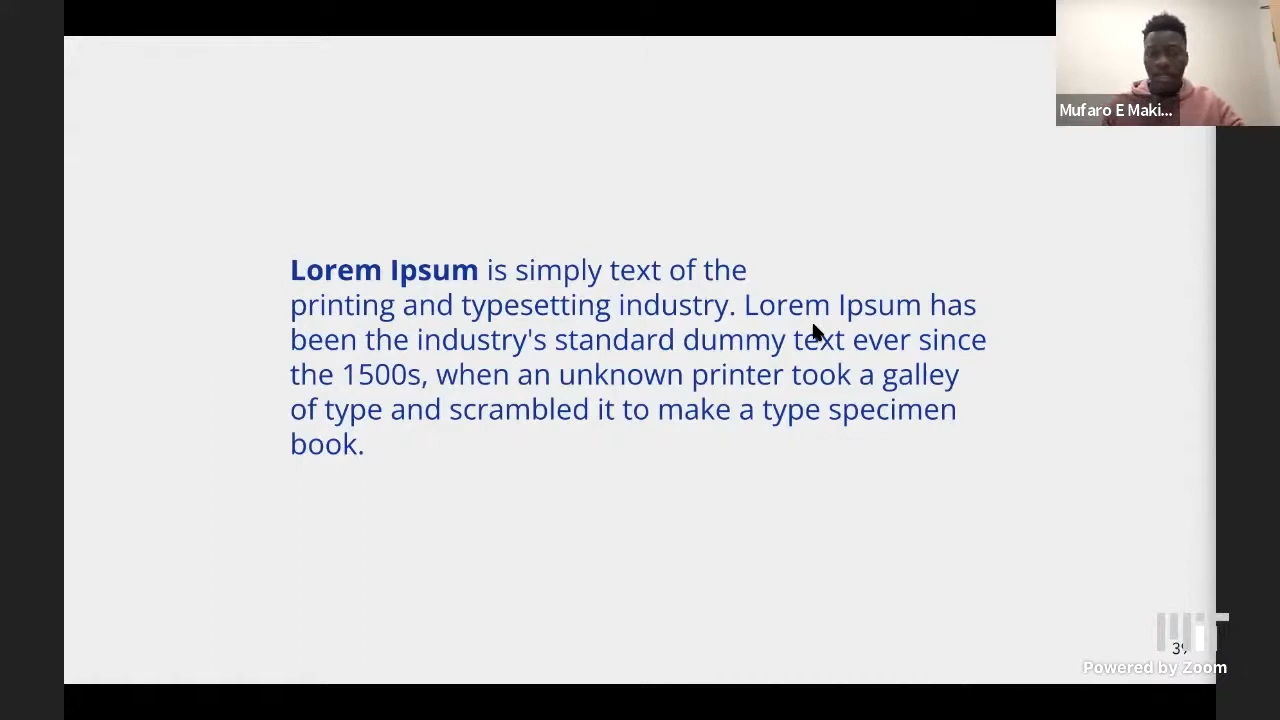 Mufaro E Maki...
Lorem Ipsum is simply text of the
printing and typesetting industry. Lorem Ipsum has
been the industry's standard dummy text ever since
the 1500s, when an unknown printer took a galley
of type and scrambled it to make a type specimen
book.
MIT
Powered by Zoom